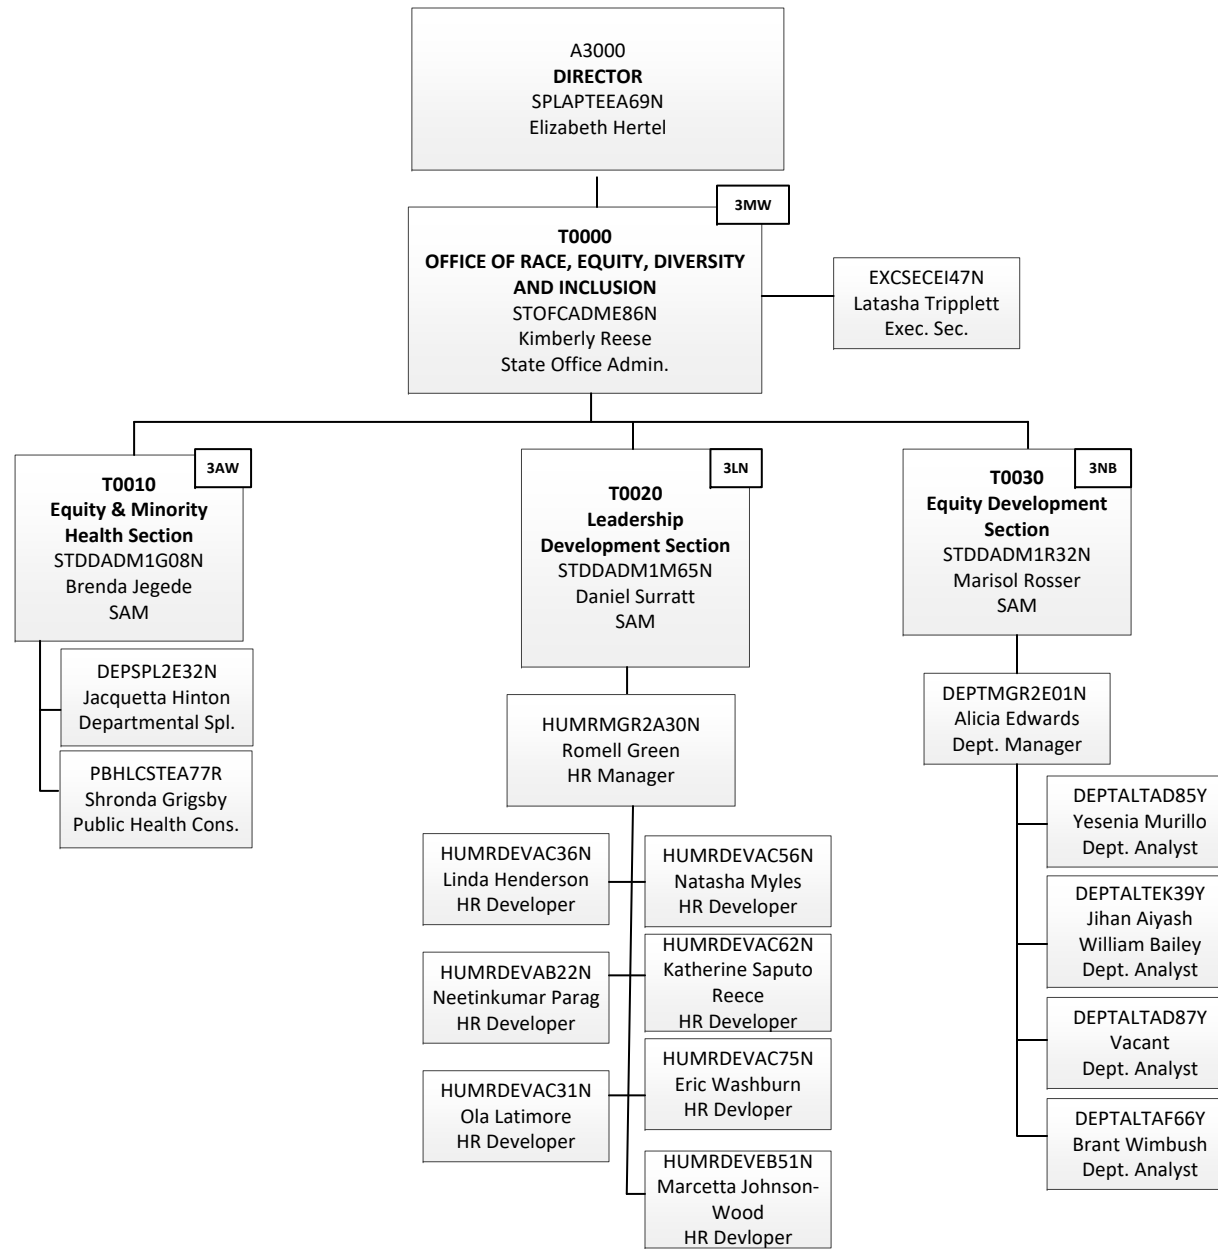 A3000
DIRECTOR
SPLAPTEEA69N
Elizabeth Hertel
3MW
T0000
OFFICE OF RACE, EQUITY, DIVERSITY
AND INCLUSION
STOFCADME86N
Kimberly Reese
State Office Admin.
EXCSECEI47N
Latasha Tripplett
Exec. Sec.
3AW
T0010
Equity & Minority
Health Section
STDDADM1G08N
Brenda Jegede
SAM
DEPSPL2E32N
Jacquetta Hinton
Departmental Spl.
PBHLCSTEA77R
Shronda Grigsby
Public Health Cons.
3LN
T0020
Leadership
Development Section
STDDADM1M65N
Daniel Surratt
SAM
HUMRMGR2A30N
Romell Green
HR Manager
HUMRDEVAC36N
Linda Henderson
HR Developer
HUMRDEVAC56N
Natasha Myles
HR Developer
HUMRDEVAB22N
Neetinkumar Parag
HR Developer
HUMRDEVAC62N
Katherine Saputo
Reece
HR Developer
HUMRDEVAC31N
Ola Latimore
HR Developer
HUMRDEVAC75N
Eric Washburn
HR Devloper
HUMRDEVEB51N
Marcetta Johnson-
Wood
HR Devloper
3NB
T0030
Equity Development
Section
STDDADM1R32N
Marisol Rosser
SAM
DEPTMGR2E01N
Alicia Edwards
Dept. Manager
DEPTALTAD85Y
Yesenia Murillo
Dept. Analyst
DEPTALTEK39Y
Jihan Aiyash
William Bailey
Dept. Analyst
DEPTALTAD87Y
Vacant
Dept. Analyst
DEPTALTAF66Y
Brant Wimbush
Dept. Analyst